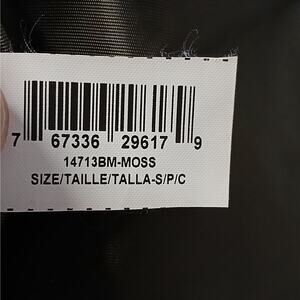 7 67336 29617 9
14713BM-MOSS
SIZE/TAILLE/TALLA-S/P/C